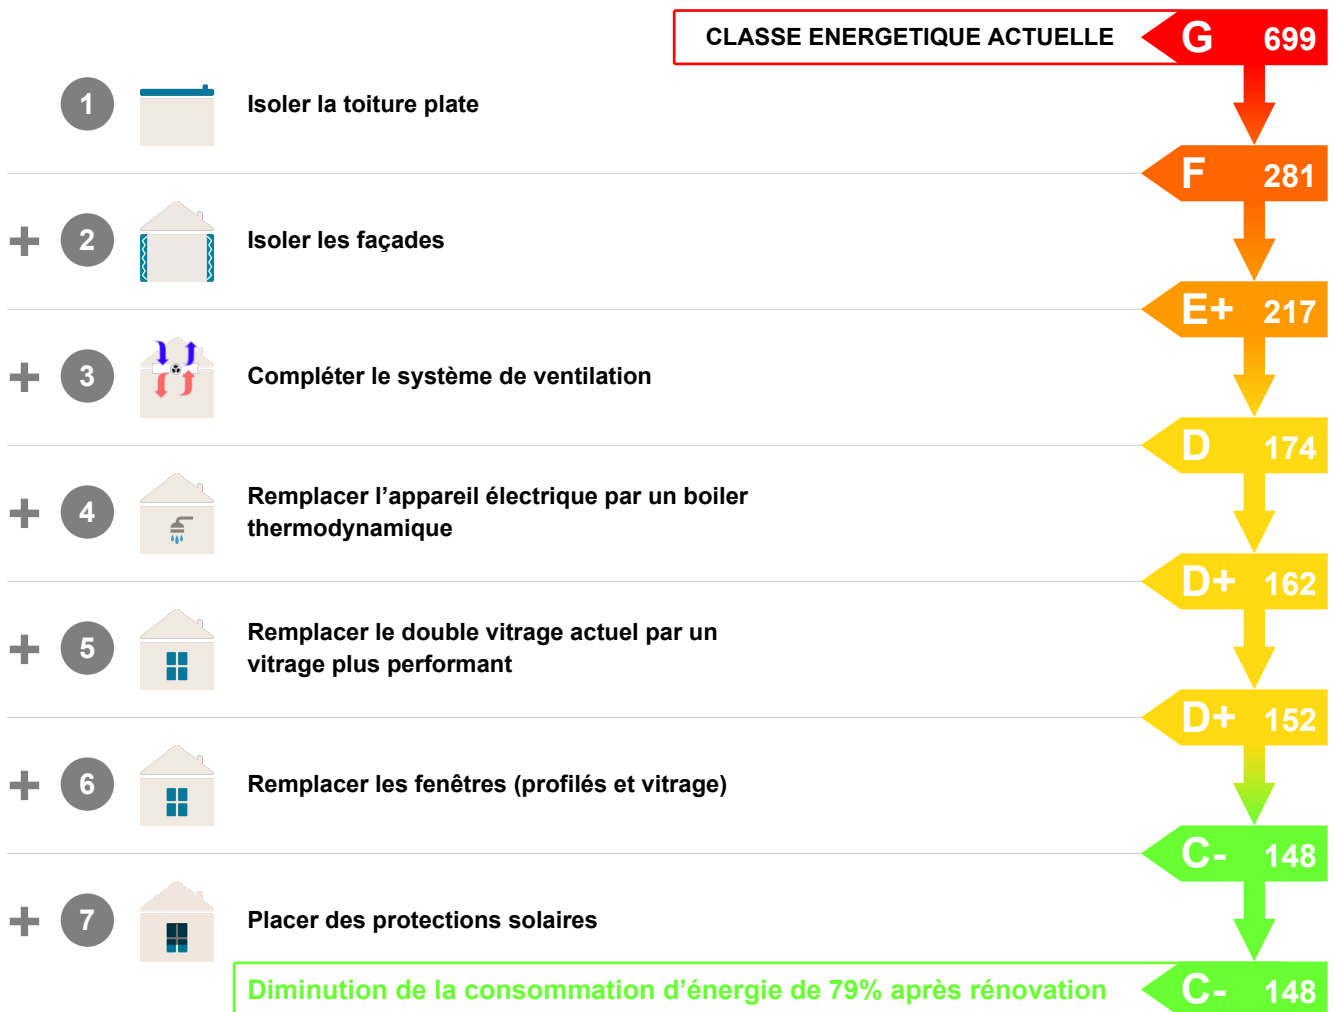 CLASSE ENERGETIQUE ACTUELLE G 699
1 Isoler la toiture plate
F 281
+ 2 Isoler les façades
E+ 217
+ 3 Compléter le système de ventilation
D 174
+ 4 Remplacer l’appareil électrique par un boiler
thermodynamique
D+ 162
+ 5 Remplacer le double vitrage actuel par un
vitrage plus performant
D+ 152
+ 6 Remplacer les fenêtres (profilés et vitrage)
C- 148
+ 7 Placer des protections solaires
Diminution de la consommation d’énergie de 79% après rénovation C- 148